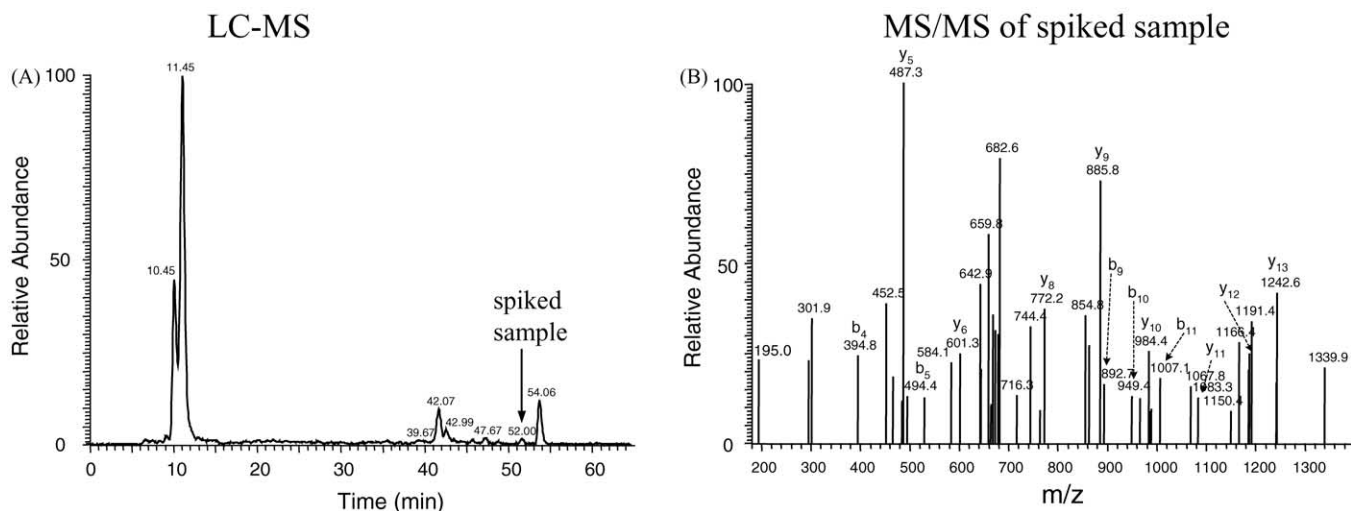 LC-MS
(A)
Relative Abundance
100
50
0
11.45
10.45
spiked
sample
39.67
42.07
42.99
47.67
52.00
54.06
0 10 20 30 40 50 60
Time (min)
MS/MS of spiked sample
(B)
Relative Abundance
100
50
0
y5
487.3
682.6
y9
885.8
659.8
642.9
452.5
301.9
195.0
b4
394.8
b5
494.4
584.1
y6
601.3
716.3
744.4
y8
772.2
854.8
b9
892.7
b10
949.4
y10
984.4
b11
1007.1
1067.8
y11
1083.3
1150.4
1166.4
y12
1191.4
y13
1242.6
1339.9
200 300 400 500 600 700 800 900 1000 1100 1200 1300
m/z